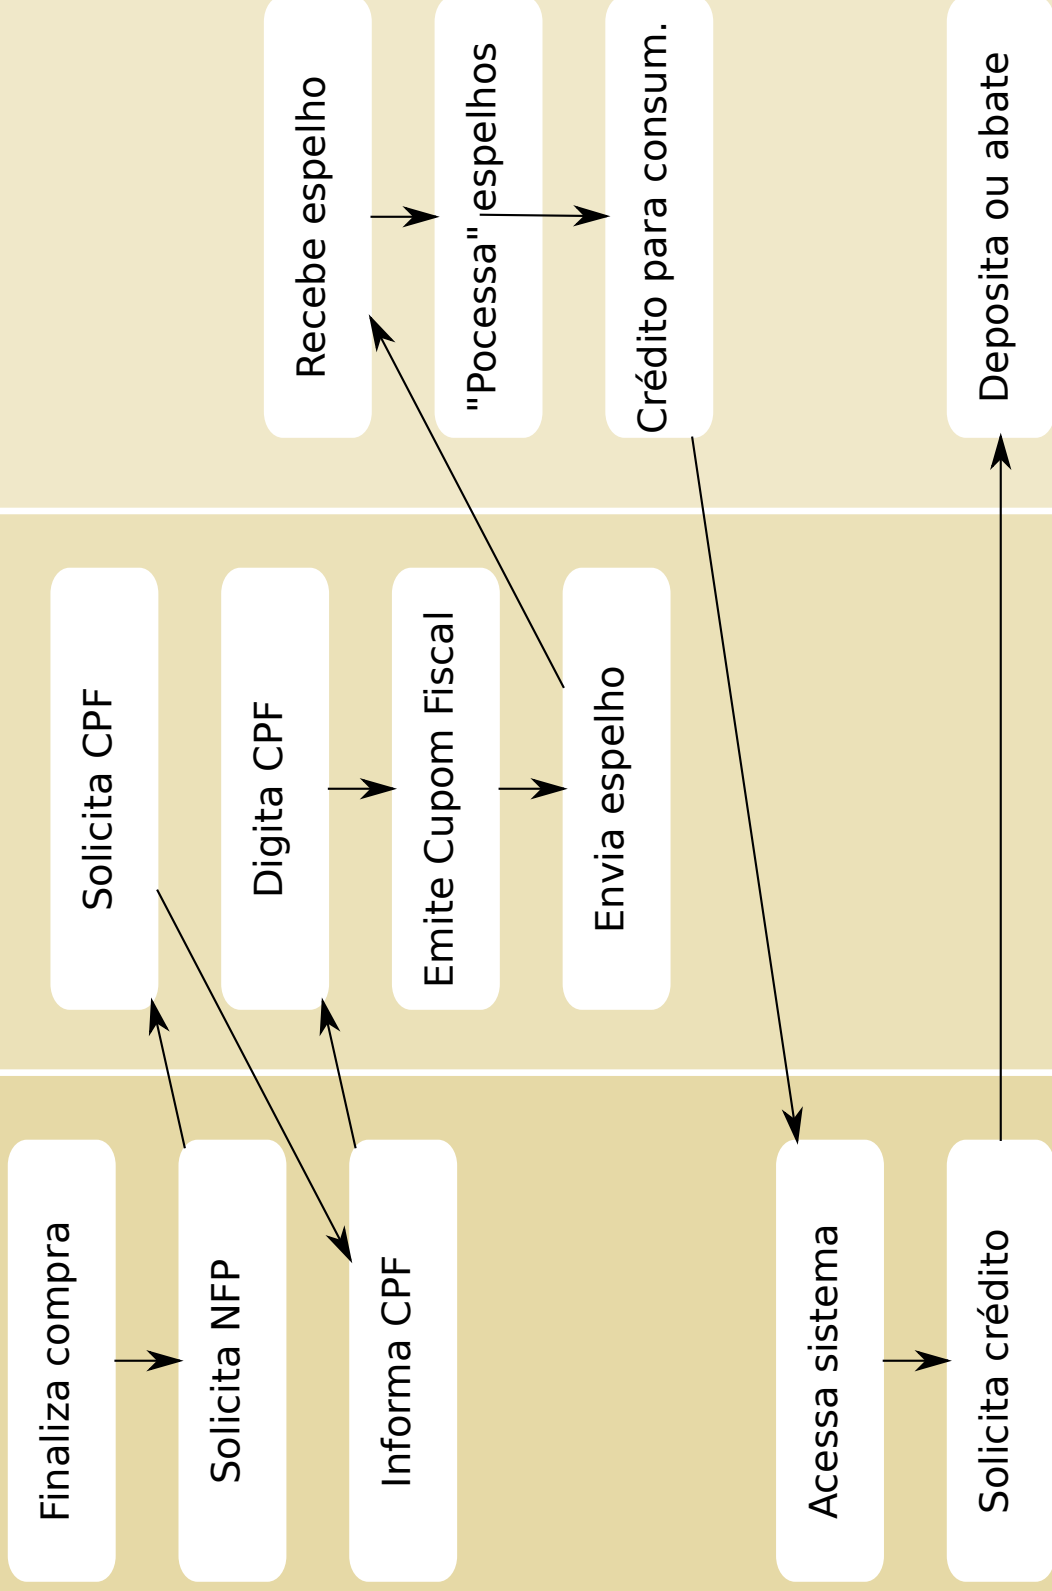 Finaliza compra
Solicita NFP
Informa CPF
Acessa sistema
Solicita crédito
Solicita CPF
Digita CPF
Emite Cupom Fiscal
Envia espelho
Recebe espelho
"Pocessa" espelhos
Crédito para consum.
Deposita ou abate